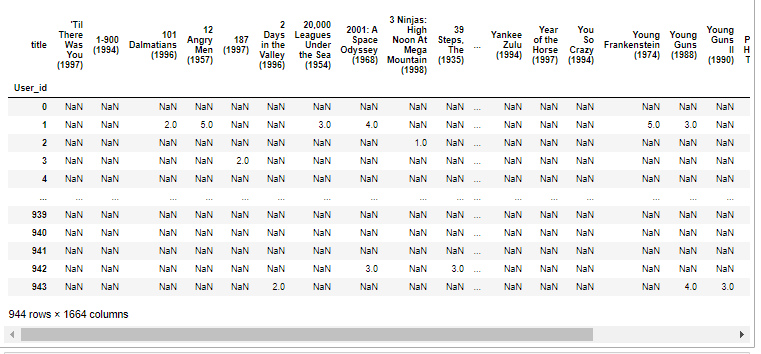 title
'Til
There
Was
You
(1997)
1-900
(1994)
101
Dalmatians
(1996)
12
Angry
Men
(1957)
187
(1997)
2
Days
in the
Valley
(1996)
20,000
Leagues
Under
the Sea
(1954)
2001: A
Space
Odyssey
(1968)
3 Ninjas:
High
Noon At
Mega
Mountain
(1998)
39
Steps,
The
(1935)
...
Yankee
Zulu
(1994)
Year
of the
Horse
(1997)
You
So
Crazy
(1994)
Young
Frankenstein
(1974)
Young
Guns
(1988)
Young
Guns
II
(1990)
P
H
T
User_id
0 NaN NaN NaN NaN NaN NaN NaN NaN NaN NaN ... NaN NaN NaN NaN NaN NaN
1 NaN NaN 2.0 5.0 NaN NaN 3.0 4.0 NaN NaN ... NaN NaN NaN 5.0 3.0 NaN
2 NaN NaN NaN NaN NaN NaN NaN NaN 1.0 NaN ... NaN NaN NaN NaN NaN NaN
3 NaN NaN NaN NaN 2.0 NaN NaN NaN NaN NaN ... NaN NaN NaN NaN NaN NaN
4 NaN NaN NaN NaN NaN NaN NaN NaN NaN NaN ... NaN NaN NaN NaN NaN NaN
... ... ... ... ... ... ... ... ... ... ... ... ... ... ... ... ... ...
939 NaN NaN NaN NaN NaN NaN NaN NaN NaN NaN ... NaN NaN NaN NaN NaN NaN
940 NaN NaN NaN NaN NaN NaN NaN NaN NaN NaN ... NaN NaN NaN NaN NaN NaN
941 NaN NaN NaN NaN NaN NaN NaN NaN NaN NaN ... NaN NaN NaN NaN NaN NaN
942 NaN NaN NaN NaN NaN NaN NaN 3.0 NaN 3.0 ... NaN NaN NaN NaN NaN NaN
943 NaN NaN NaN NaN NaN 2.0 NaN NaN NaN NaN ... NaN NaN NaN NaN 4.0 3.0
944 rows × 1664 columns